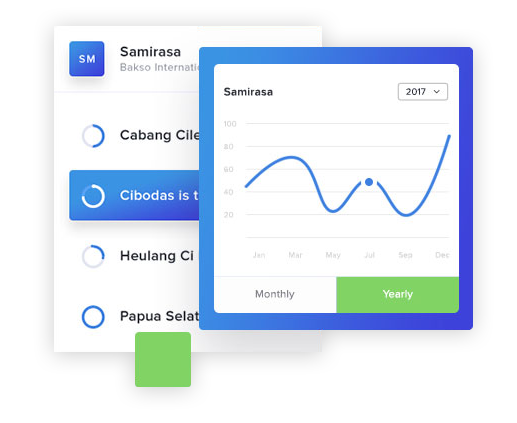 SM
Samirasa
Bakso Internatio
Cabang Cile
Cibodas is t
Heulang Ci
Papua Selat
Samirasa
2017
100
80
60
40
20
Jan Mar May Jul Sep Dec
Monthly Yearly